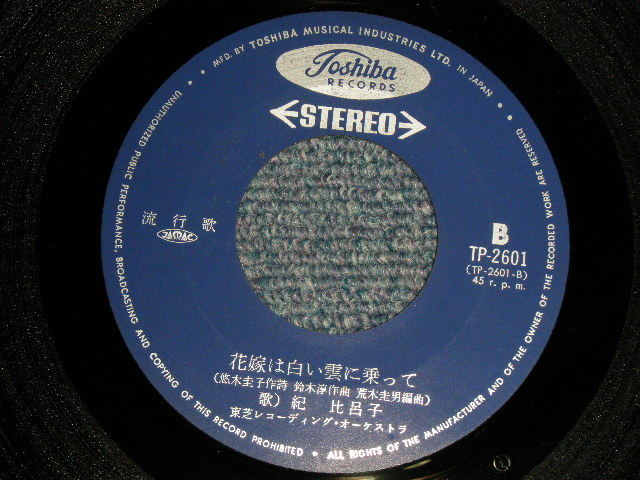 • MFD. BY TOSHIBA MUSICAL INDUSTRIES LTD. IN JAPAN •
Toshiba
RECORDS
STEREO
流行歌
JASRAC
B
TP-2601
(TP-2601-B)
45 r. p. m.
花嫁は白い雲に乗って
(悠木圭子作詩 鈴木淳作曲 荒木圭男編曲)
歌) 紀 比呂子
東芝レコーディング・オーケストラ
UNAUTHORIZED PUBLIC PERFORMANCE, BROADCASTING AND COPYING OF THIS RECORD PROHIBITED • ALL RIGHTS OF THE MANUFACTURER AND OF THE OWNER OF THE RECORDED WORK ARE RESERVED